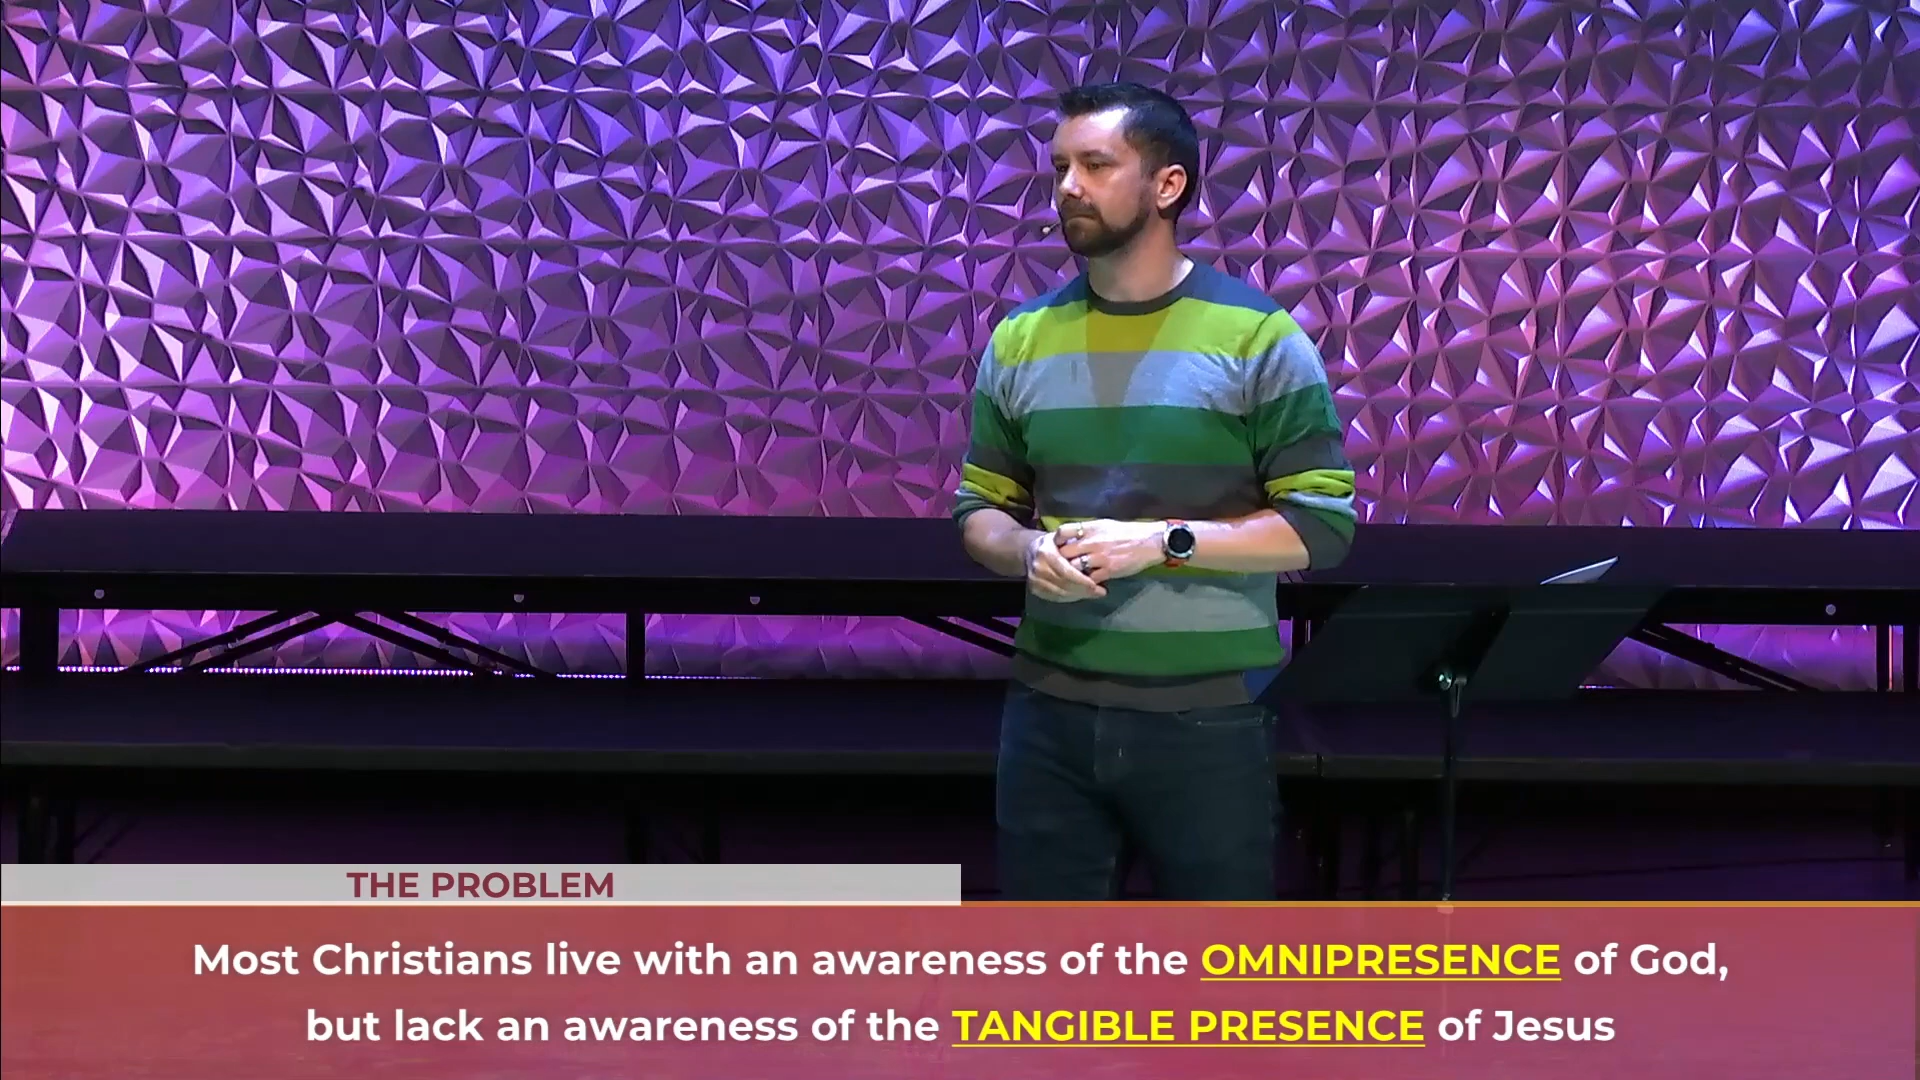 THE PROBLEM
Most Christians live with an awareness of the OMNIPRESENCE of God,
but lack an awareness of the TANGIBLE PRESENCE of Jesus